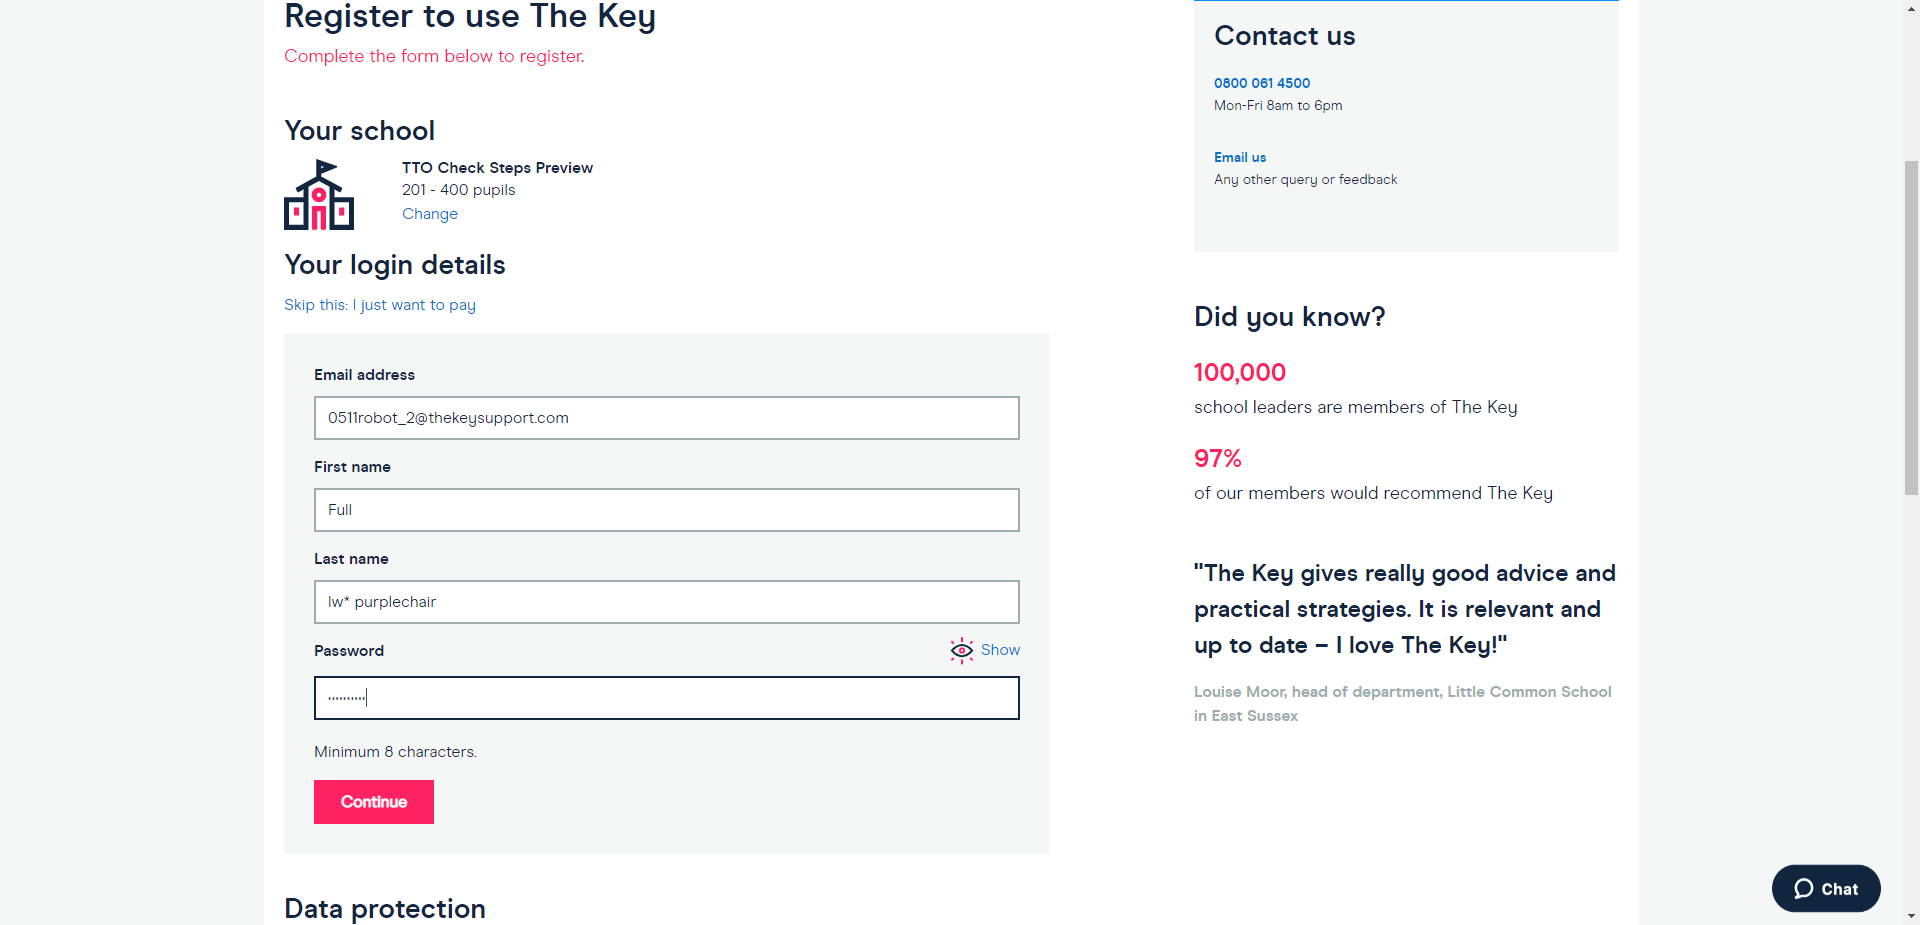 Register to use The Key
Complete the form below to register.
Your school
TTO Check Steps Preview
201 - 400 pupils
Change
Your login details
Skip this: I just want to pay
Email address
0511robot_2@thekeysupport.com
First name
Full
Last name
lw* purplechair
Password
Show
••••••••••
Minimum 8 characters.
Continue
Data protection
Contact us
0800 061 4500
Mon-Fri 8am to 6pm
Email us
Any other query or feedback
Did you know?
100,000
school leaders are members of The Key
97%
of our members would recommend The Key
"The Key gives really good advice and
practical strategies. It is relevant and
up to date – I love The Key!"
Louise Moor, head of department, Little Common School
in East Sussex
Chat